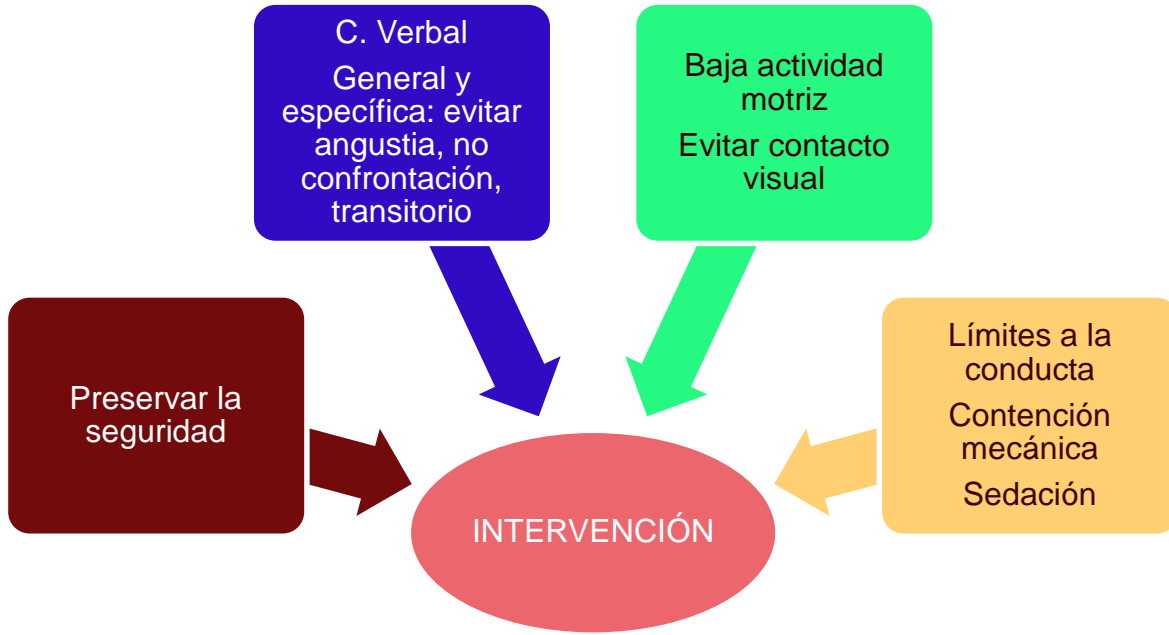 C. Verbal
General y
específica: evitar
angustia, no
confrontación,
transitorio
Baja actividad
motriz
Evitar contacto
visual
Preservar la
seguridad
Límites a la
conducta
Contención
mecánica
Sedación
INTERVENCIÓN